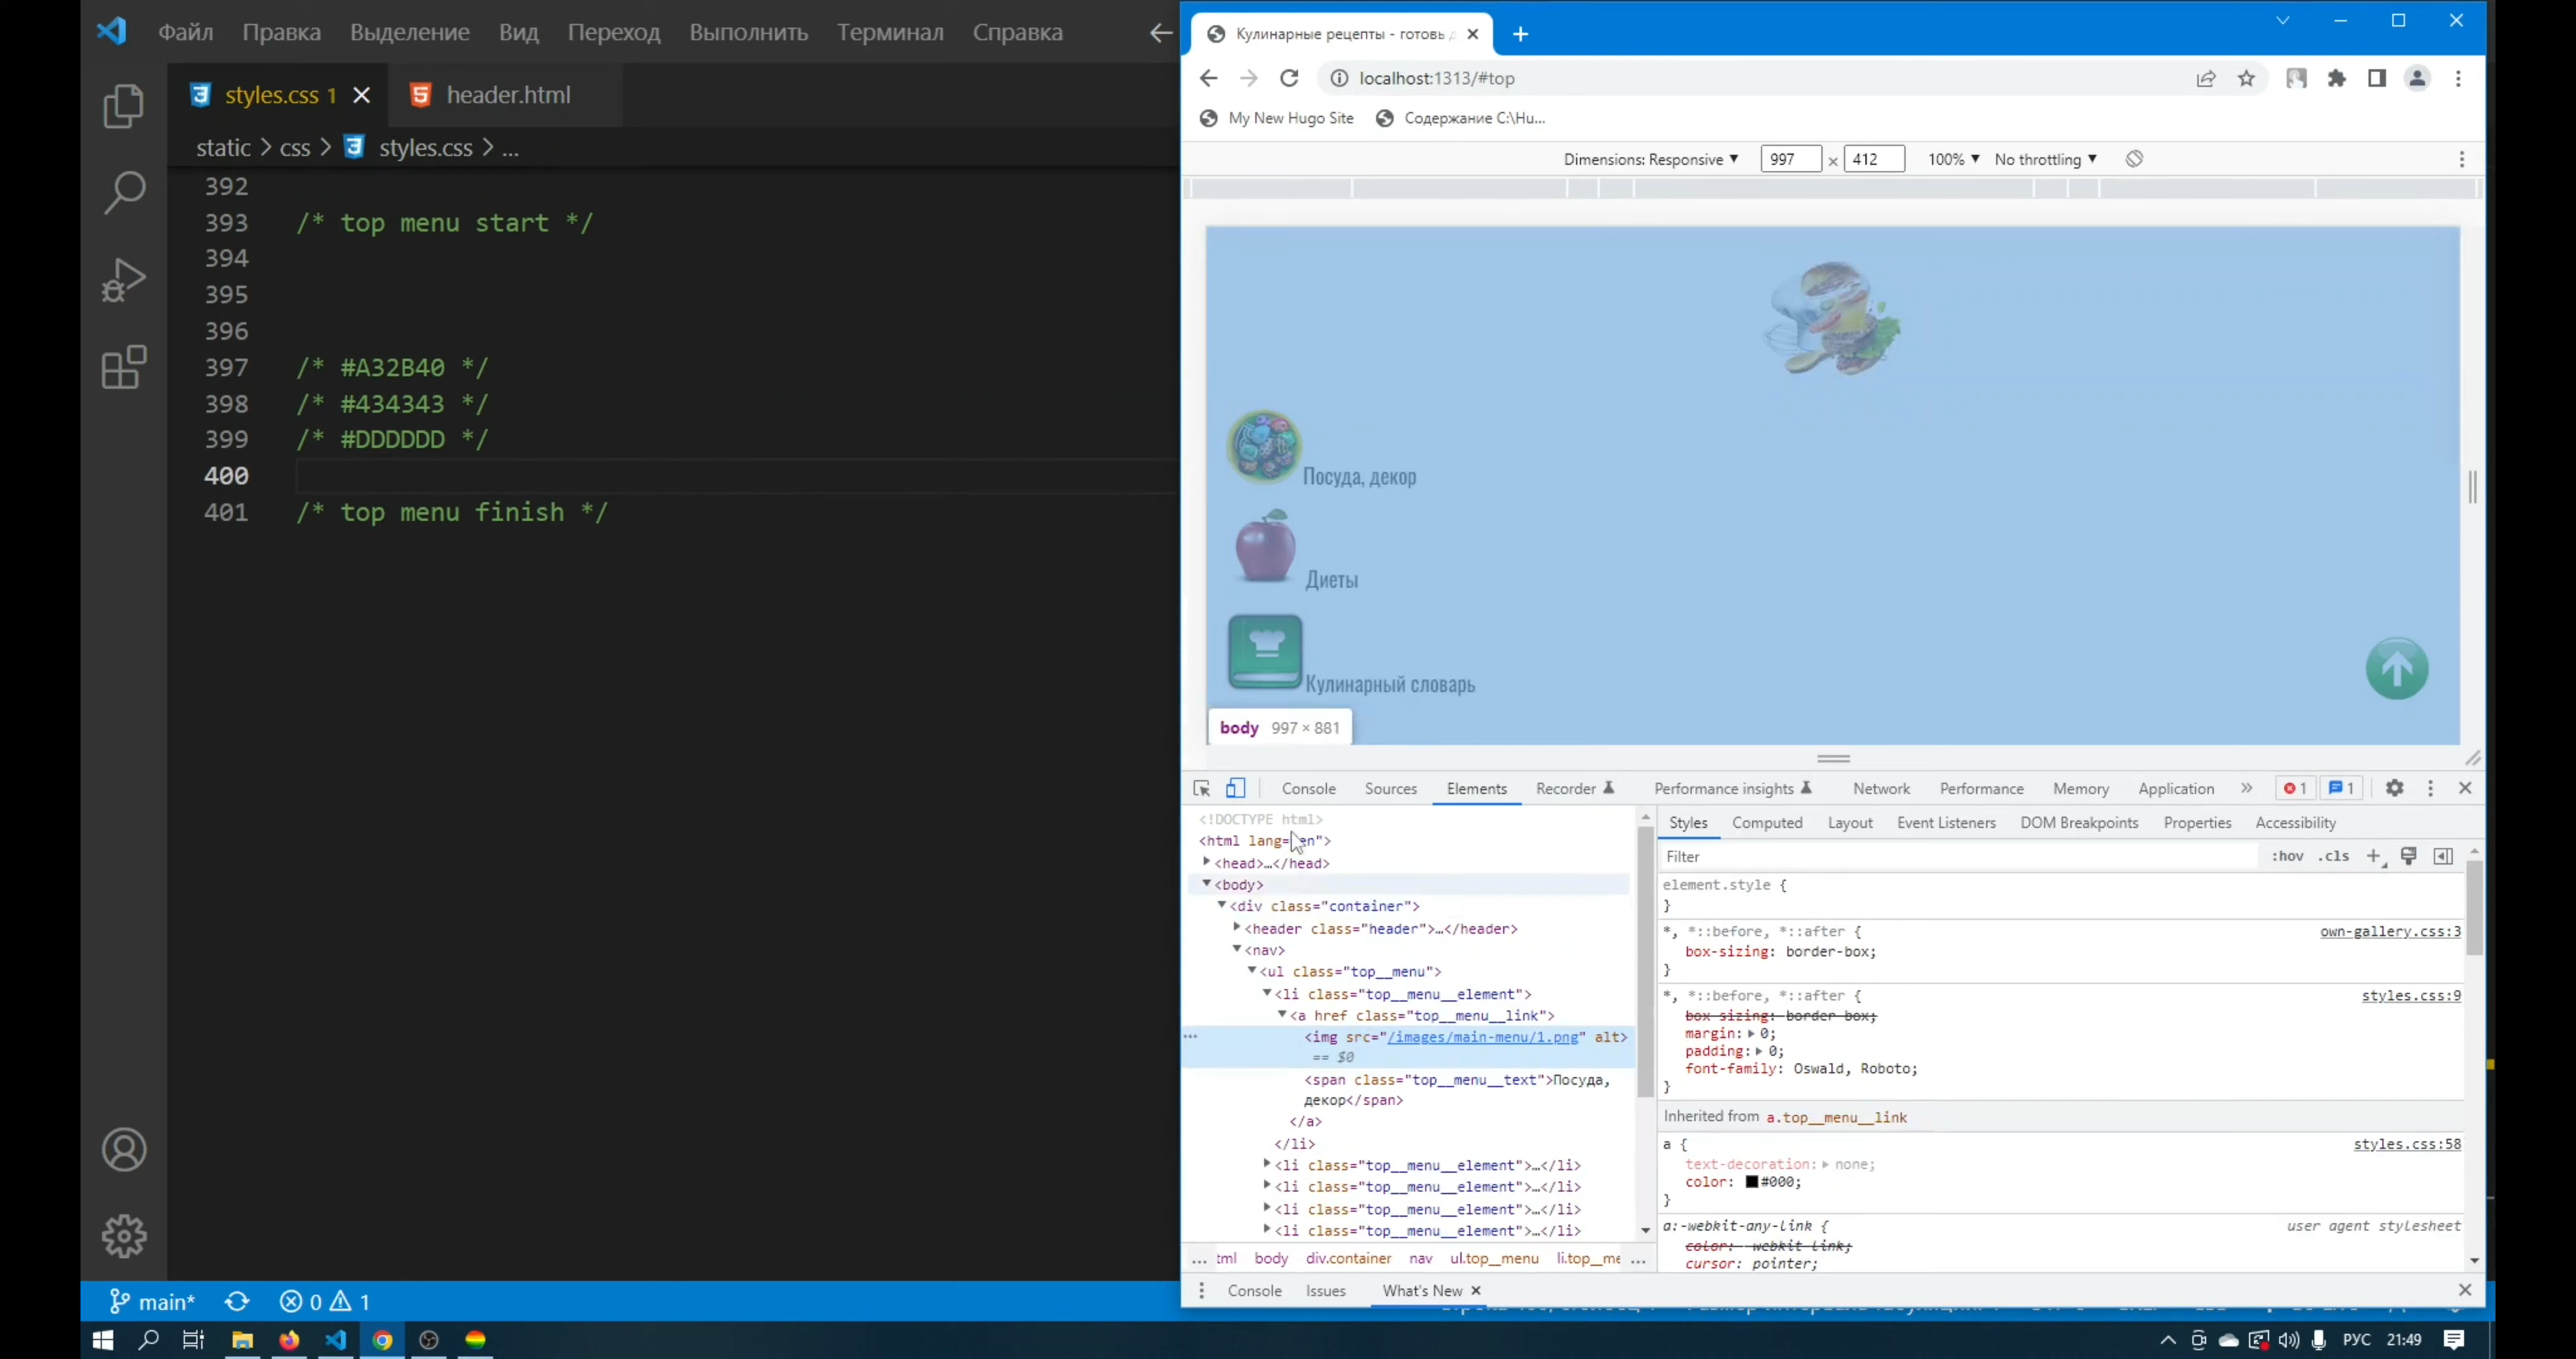 Файл Правка Выделение Вид Переход Выполнить Терминал Справка
styles.css 1
header.html
static > css > styles.css > ...
392
393 /* top menu start */
394
395
396
397 /* #A32B40 */
398 /* #434343 */
399 /* #DDDDDD */
400
401 /* top menu finish */
main*
0 1
Кулинарные рецепты - готовь
localhost:1313/#top
My New Hugo Site
Содержание C:\Hu...
Dimensions: Responsive 997 × 412 100% No throttling
Посуда, декор
Диеты
Кулинарный словарь
body 997 × 881
Console Sources Elements Recorder Performance insights Network Performance Memory Application » 1 1
<!DOCTYPE html>
<html lang="en">
<head>…</head>
<body>
<div class="container">
<header class="header">…</header>
<nav>
<ul class="top__menu">
<li class="top__menu__element">
<a href class="top__menu__link">
<img src="/images/main-menu/1.png" alt>
== $0
<span class="top__menu__text">Посуда,
декор</span>
</a>
</li>
<li class="top__menu__element">…</li>
<li class="top__menu__element">…</li>
<li class="top__menu__element">…</li>
<li class="top__menu__element">…</li>
... tml body div.container nav ul.top__menu li.top__me ...
Styles Computed Layout Event Listeners DOM Breakpoints Properties Accessibility
Filter :hov .cls +
element.style {
}
*, *::before, *::after { own-gallery.css:3
box-sizing: border-box;
}
*, *::before, *::after { styles.css:9
box-sizing: border-box;
margin: 0;
padding: 0;
font-family: Oswald, Roboto;
}
Inherited from a.top__menu__link
a { styles.css:58
text-decoration: none;
color: #000;
}
a:-webkit-any-link { user agent stylesheet
color: -webkit-link;
cursor: pointer;
Console Issues What's New
РУС 21:49